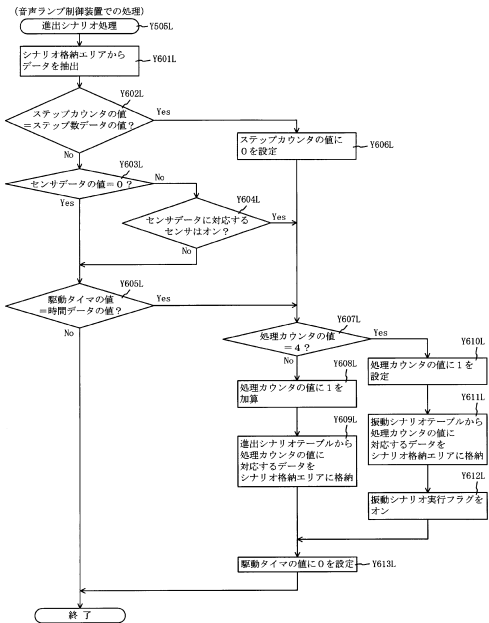 (音声ランプ制御装置での処理)
進出シナリオ処理
Y505L
シナリオ格納エリアから
データを抽出
Y601L
Y602L
ステップカウンタの値
=ステップ数データの値?
Yes
No
ステップカウンタの値に
0を設定
Y606L
Y603L
センサデータの値=0?
No
Yes
Y604L
センサデータに対応する
センサはオン?
Yes
No
Y605L
駆動タイマの値
=時間データの値?
Yes
No
Y607L
処理カウンタの値
=4?
Yes
No
Y608L
処理カウンタの値に1を
加算
Y610L
処理カウンタの値に1を
設定
Y609L
進出シナリオテーブルから
処理カウンタの値に
対応するデータを
シナリオ格納エリアに格納
Y611L
振動シナリオテーブルから
処理カウンタの値に
対応するデータを
シナリオ格納エリアに格納
Y612L
振動シナリオ実行フラグを
オン
駆動タイマの値に0を設定
Y613L
終了